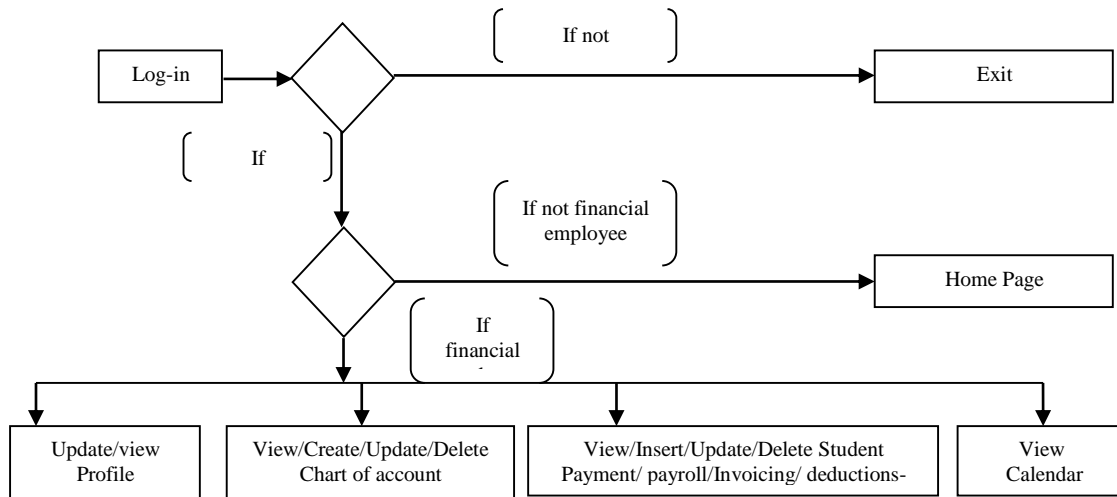 If not
Log-in
Exit
If
If not financial
employee
Home Page
If
financial
Update/view
Profile
View/Create/Update/Delete
Chart of account
View/Insert/Update/Delete Student
Payment/ payroll/Invoicing/ deductions-
View
Calendar